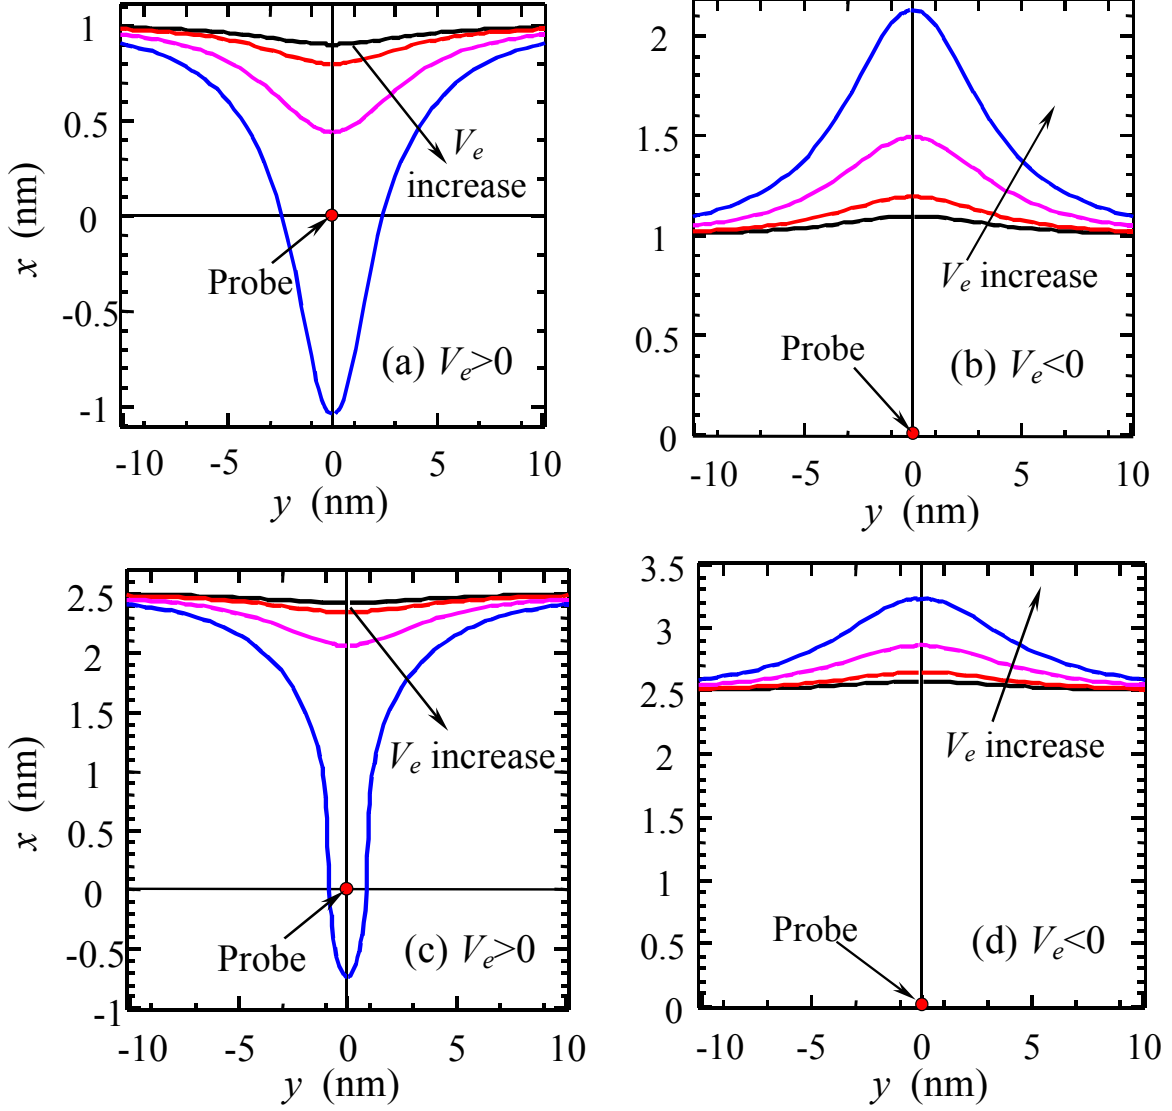 1
0.5
0
-0.5
-1
x (nm)
V_e
increase
Probe
(a) V_e>0
-10 -5 0 5 10
y (nm)
2
1.5
1
0.5
0
V_e increase
Probe
(b) V_e<0
-10 -5 0 5 10
y (nm)
2.5
2
1.5
1
0.5
0
-0.5
-1
x (nm)
V_e increase
Probe
(c) V_e>0
-10 -5 0 5 10
y (nm)
3.5
3
2.5
2
1.5
1
0.5
0
V_e increase
Probe
(d) V_e<0
-10 -5 0 5 10
y (nm)